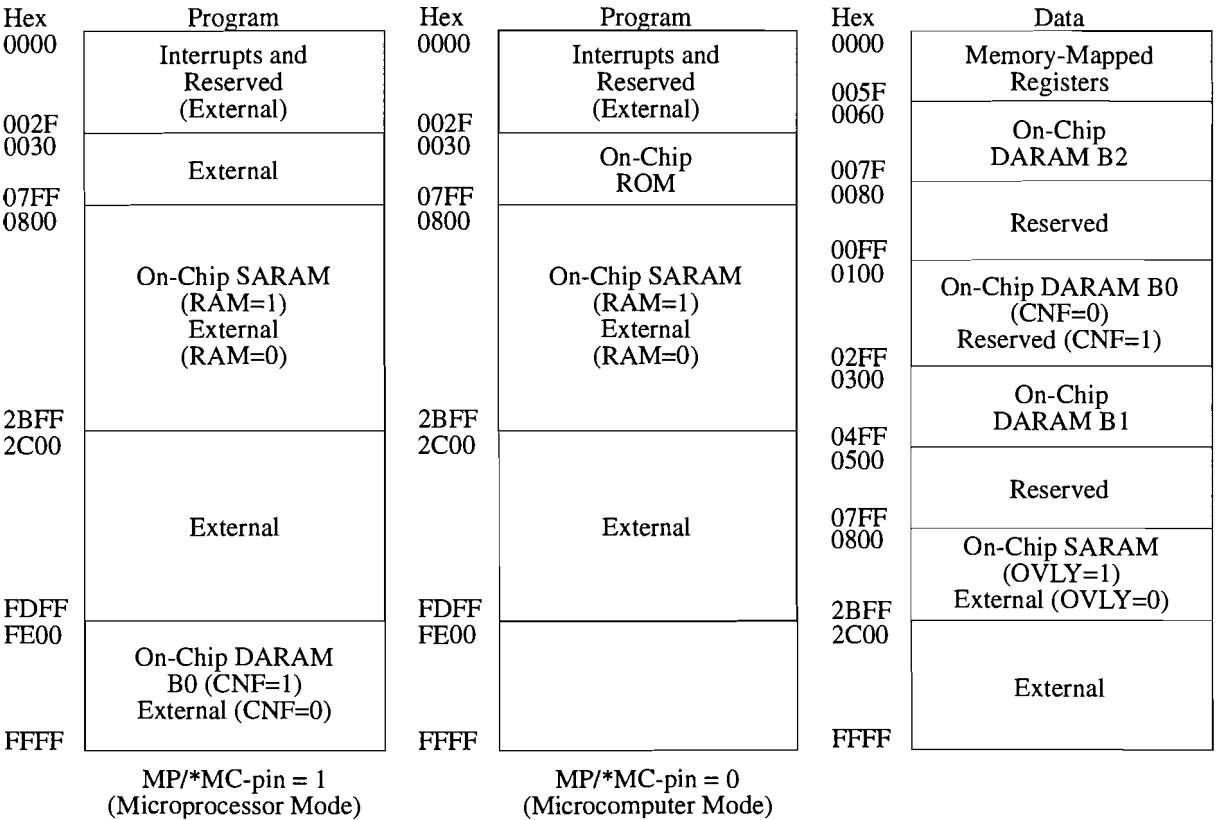 Hex Program
0000
Interrupts and
Reserved
(External)
002F
0030
External
07FF
0800
On-Chip SARAM
(RAM=1)
External
(RAM=0)
2BFF
2C00
External
FDFF
FE00
On-Chip DARAM
B0 (CNF=1)
External (CNF=0)
FFFF
MP/*MC-pin = 1
(Microprocessor Mode)
Hex Program
0000
Interrupts and
Reserved
(External)
002F
0030
On-Chip
ROM
07FF
0800
On-Chip SARAM
(RAM=1)
External
(RAM=0)
2BFF
2C00
External
FDFF
FE00
FFFF
MP/*MC-pin = 0
(Microcomputer Mode)
Hex Data
0000
Memory-Mapped
Registers
005F
0060
On-Chip
DARAM B2
007F
0080
Reserved
00FF
0100
On-Chip DARAM B0
(CNF=0)
Reserved (CNF=1)
02FF
0300
On-Chip
DARAM B1
04FF
0500
Reserved
07FF
0800
On-Chip SARAM
(OVLY=1)
External (OVLY=0)
2BFF
2C00
External
FFFF